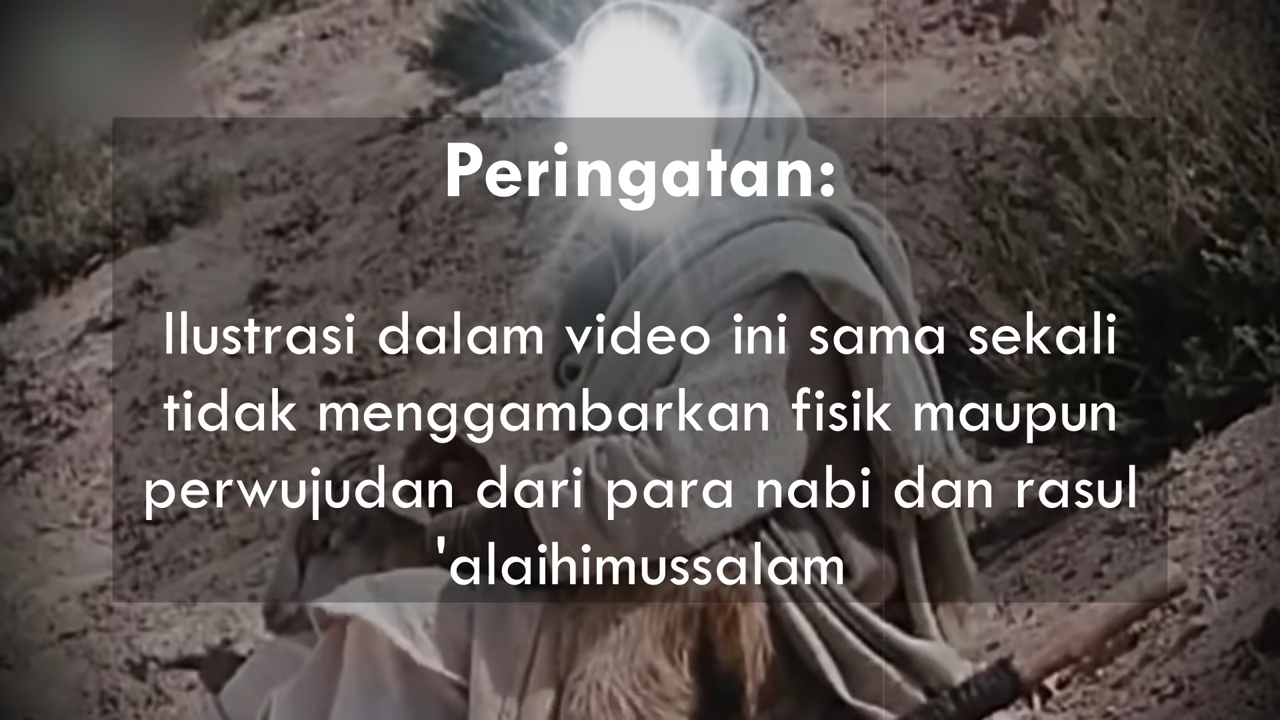 Peringatan:
Ilustrasi dalam video ini sama sekali
tidak menggambarkan fisik maupun
perwujudan dari para nabi dan rasul
'alaihimussalam